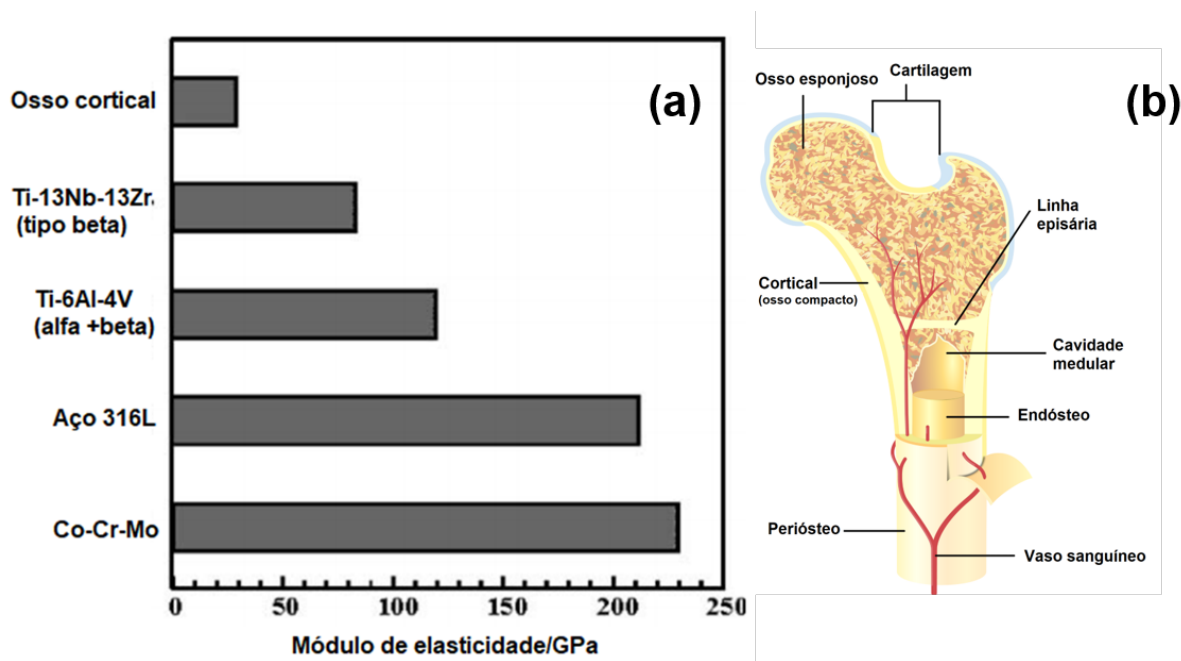 (a)
Osso cortical
Ti-13Nb-13Zr.
(tipo beta)
Ti-6Al-4V
(alfa +beta)
Aço 316L
Co-Cr-Mo
0 50 100 150 200 250
Módulo de elasticidade/GPa
(b)
Osso esponjoso
Cartilagem
Linha
episária
Cortical
(osso compacto)
Cavidade
medular
Endósteo
Periósteo
Vaso sanguíneo